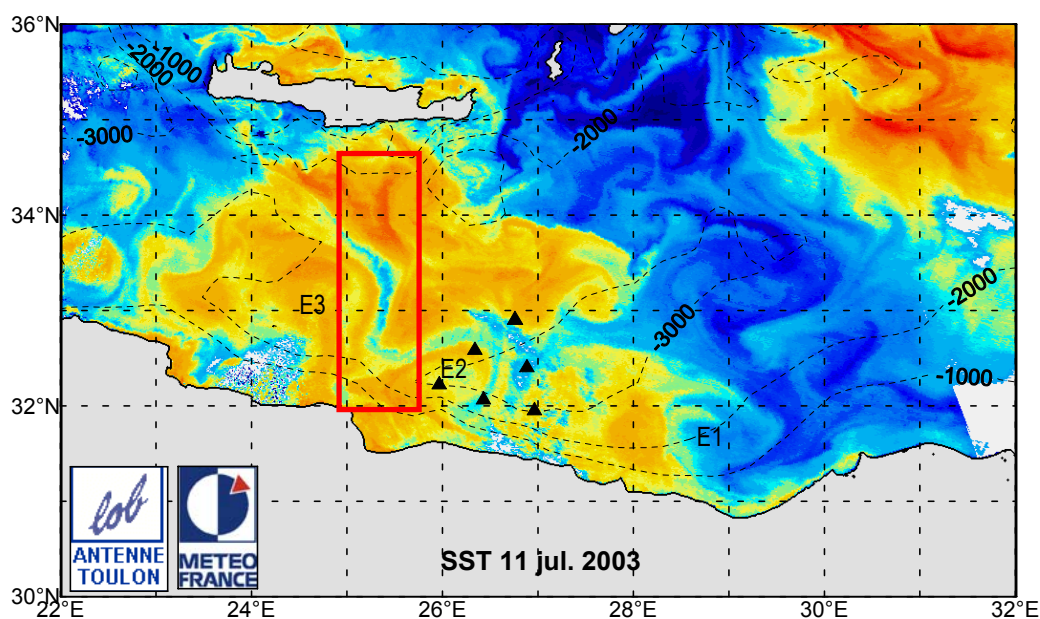 36°N
-1000
-2000
-3000
-2000
34°N
E3
E2
-3000
-2000
-1000
32°N
E1
lob
ANTENNE
TOULON
METEO
FRANCE
SST 11 jul. 2003
30°N
22°E
24°E
26°E
28°E
30°E
32°E